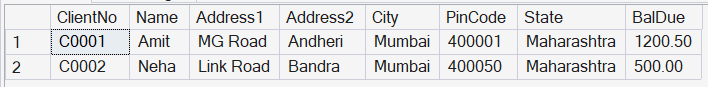 ClientNo Name Address1 Address2 City PinCode State BalDue
1 C0001 Amit MG Road Andheri Mumbai 400001 Maharashtra 1200.50
2 C0002 Neha Link Road Bandra Mumbai 400050 Maharashtra 500.00